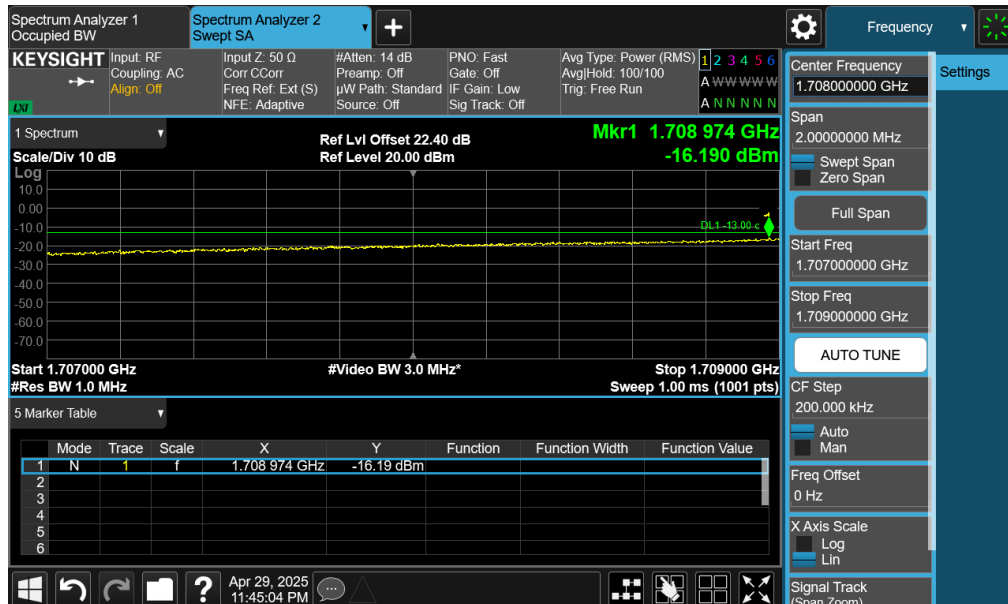 Spectrum Analyzer 1
Occupied BW
Spectrum Analyzer 2
Swept SA
+
Frequency
KEYSIGHT
LXI
Input: RF
Coupling: AC
Align: Off
Input Z: 50 Ω
Corr CCorr
Freq Ref: Ext (S)
NFE: Adaptive
#Atten: 14 dB
Preamp: Off
µW Path: Standard
Source: Off
PNO: Fast
Gate: Off
IF Gain: Low
Sig Track: Off
Avg Type: Power (RMS)
Avg|Hold: 100/100
Trig: Free Run
1 2 3 4 5 6
A W W W W W
A N N N N N
1 Spectrum
Scale/Div 10 dB
Ref Lvl Offset 22.40 dB
Ref Level 20.00 dBm
Mkr1 1.708 974 GHz
-16.190 dBm
Log
10.0
0.00
-10.0
-20.0
-30.0
-40.0
-50.0
-60.0
-70.0
DL1 -13.00
1
Start 1.707000 GHz
#Video BW 3.0 MHz*
Stop 1.709000 GHz
#Res BW 1.0 MHz
Sweep 1.00 ms (1001 pts)
5 Marker Table
Mode Trace Scale X Y Function Function Width Function Value
1 N 1 f 1.708 974 GHz -16.19 dBm
2
3
4
5
6
?
Apr 29, 2025
11:45:04 PM
Center Frequency
1.708000000 GHz
Settings
Span
2.00000000 MHz
Swept Span
Zero Span
Full Span
Start Freq
1.707000000 GHz
Stop Freq
1.709000000 GHz
AUTO TUNE
CF Step
200.000 kHz
Auto
Man
Freq Offset
0 Hz
X Axis Scale
Log
Lin
Signal Track
(Span Zoom)